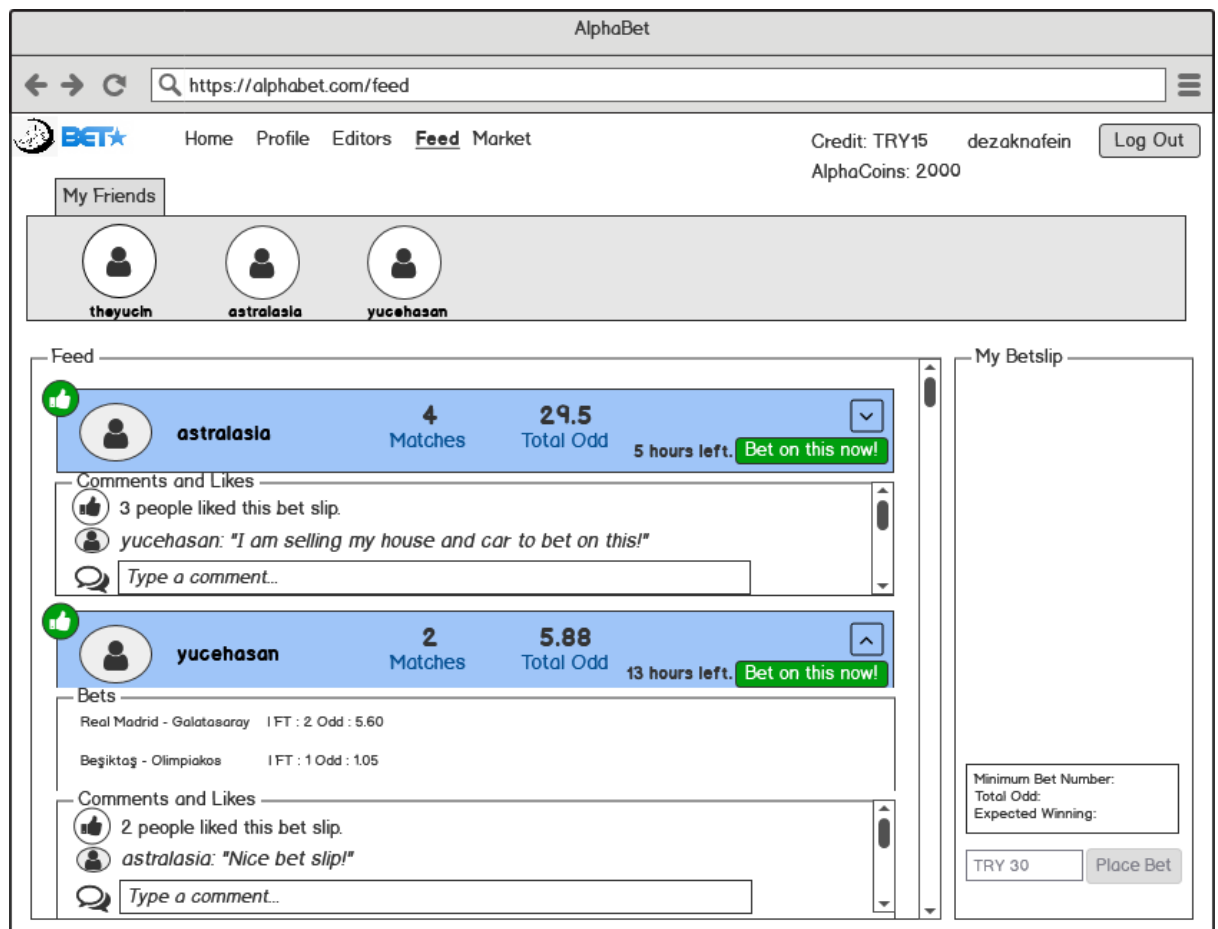 AlphaBet
https://alphabet.com/feed
BET Home Profile Editors Feed Market Credit: TRY15 dezaknafein Log Out
AlphaCoins: 2000
My Friends
theyucin astralasia yucehasan
Feed
astralasia 4 Matches 29.5 Total Odd 5 hours left. Bet on this now!
Comments and Likes
3 people liked this bet slip.
yucehasan: "I am selling my house and car to bet on this!"
Type a comment...
yucehasan 2 Matches 5.88 Total Odd 13 hours left. Bet on this now!
Bets
Real Madrid - Galatasaray | FT : 2 Odd : 5.60
Beşiktaş - Olimpiakos | FT : 1 Odd : 1.05
Comments and Likes
2 people liked this bet slip.
astralasia: "Nice bet slip!"
Type a comment...
My Betslip
Minimum Bet Number:
Total Odd:
Expected Winning:
TRY 30 Place Bet